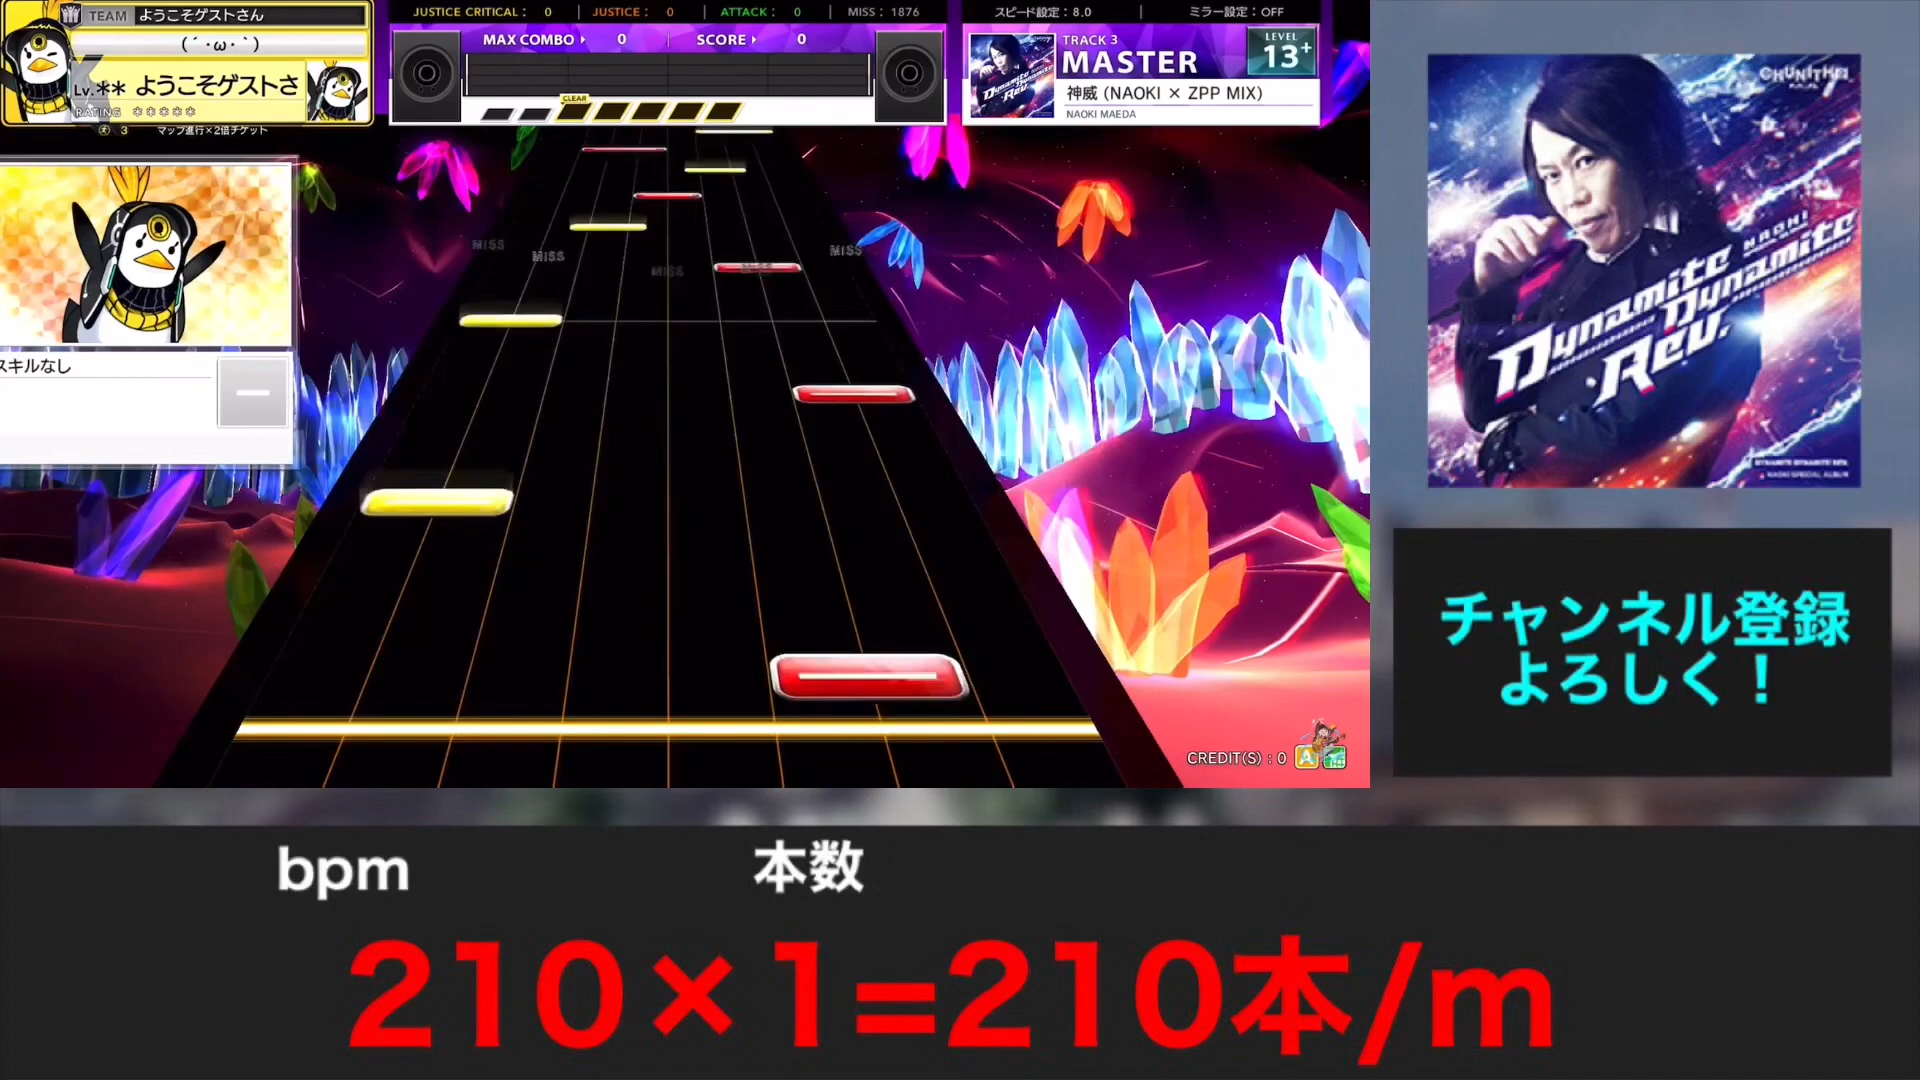 TEAM ようこそゲストさん
(´・ω・`)
Lv.** ようこそゲストさ
RATING *****
3 マップ進行×2倍チケット
スキルなし
JUSTICE CRITICAL : 0 | JUSTICE : 0 | ATTACK : 0 | MISS : 1876
MAX COMBO 0 | SCORE 0
CLEAR
スピード設定 : 8.0 | ミラー設定 : OFF
TRACK 3
MASTER
LEVEL
13+
神威 (NAOKI × ZPP MIX)
NAOKI MAEDA
MISS
MISS
MISS
MISS
MISS
CREDIT(S) : 0
CHUNITHM
NAOKI
Dynamite
Dynamite
Rev.
チャンネル登録
よろしく！
bpm 本数
210×1=210本/m